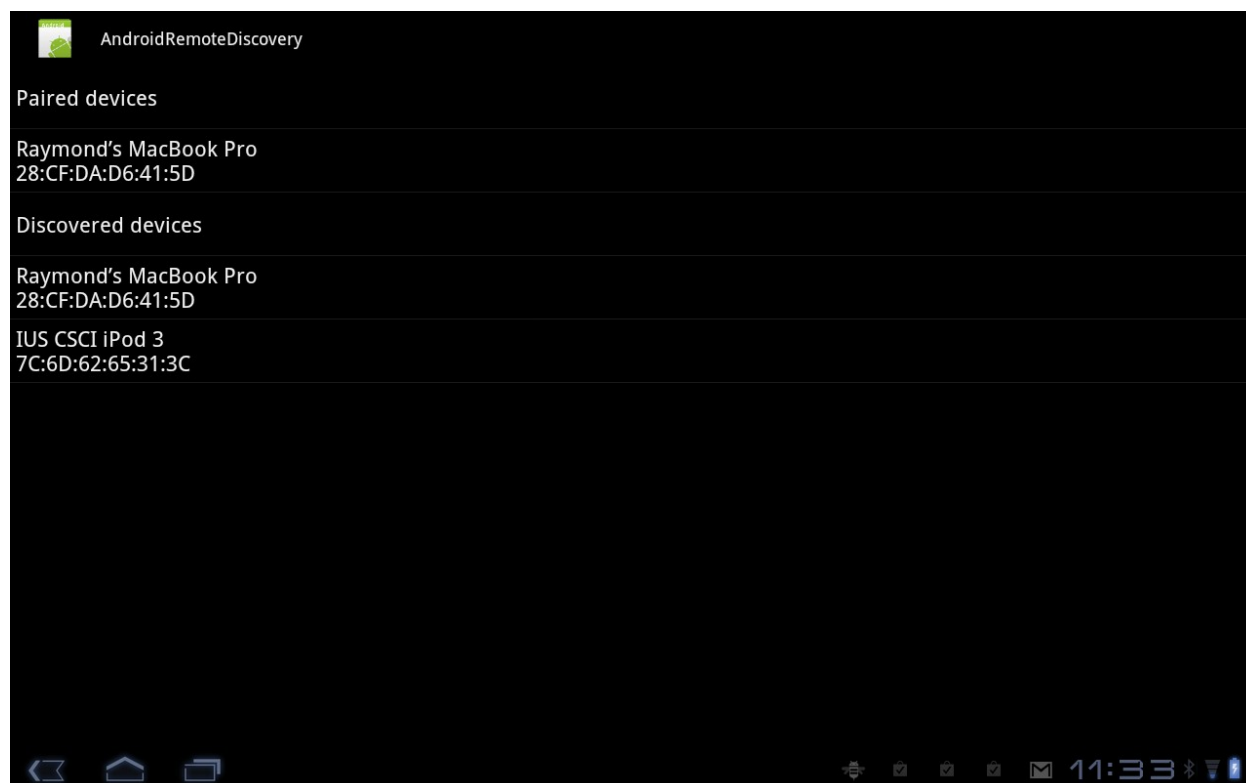 AndroidRemoteDiscovery
Paired devices
Raymond’s MacBook Pro
28:CF:DA:D6:41:5D
Discovered devices
Raymond’s MacBook Pro
28:CF:DA:D6:41:5D
IUS CSCI iPod 3
7C:6D:62:65:31:3C
11:33